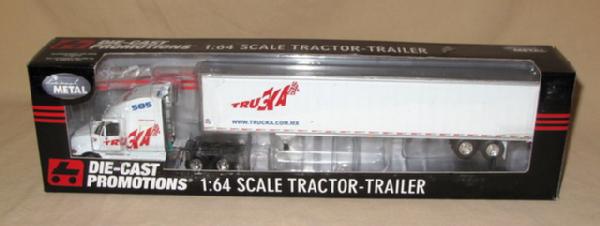 DIE-CAST PROMOTIONS 1:64 SCALE TRACTOR-TRAILER
METAL
505
TRUCKA
TRUCKA
WWW.TRUCKA.COM.MX
DIE-CAST
PROMOTIONS 1:64 SCALE TRACTOR-TRAILER